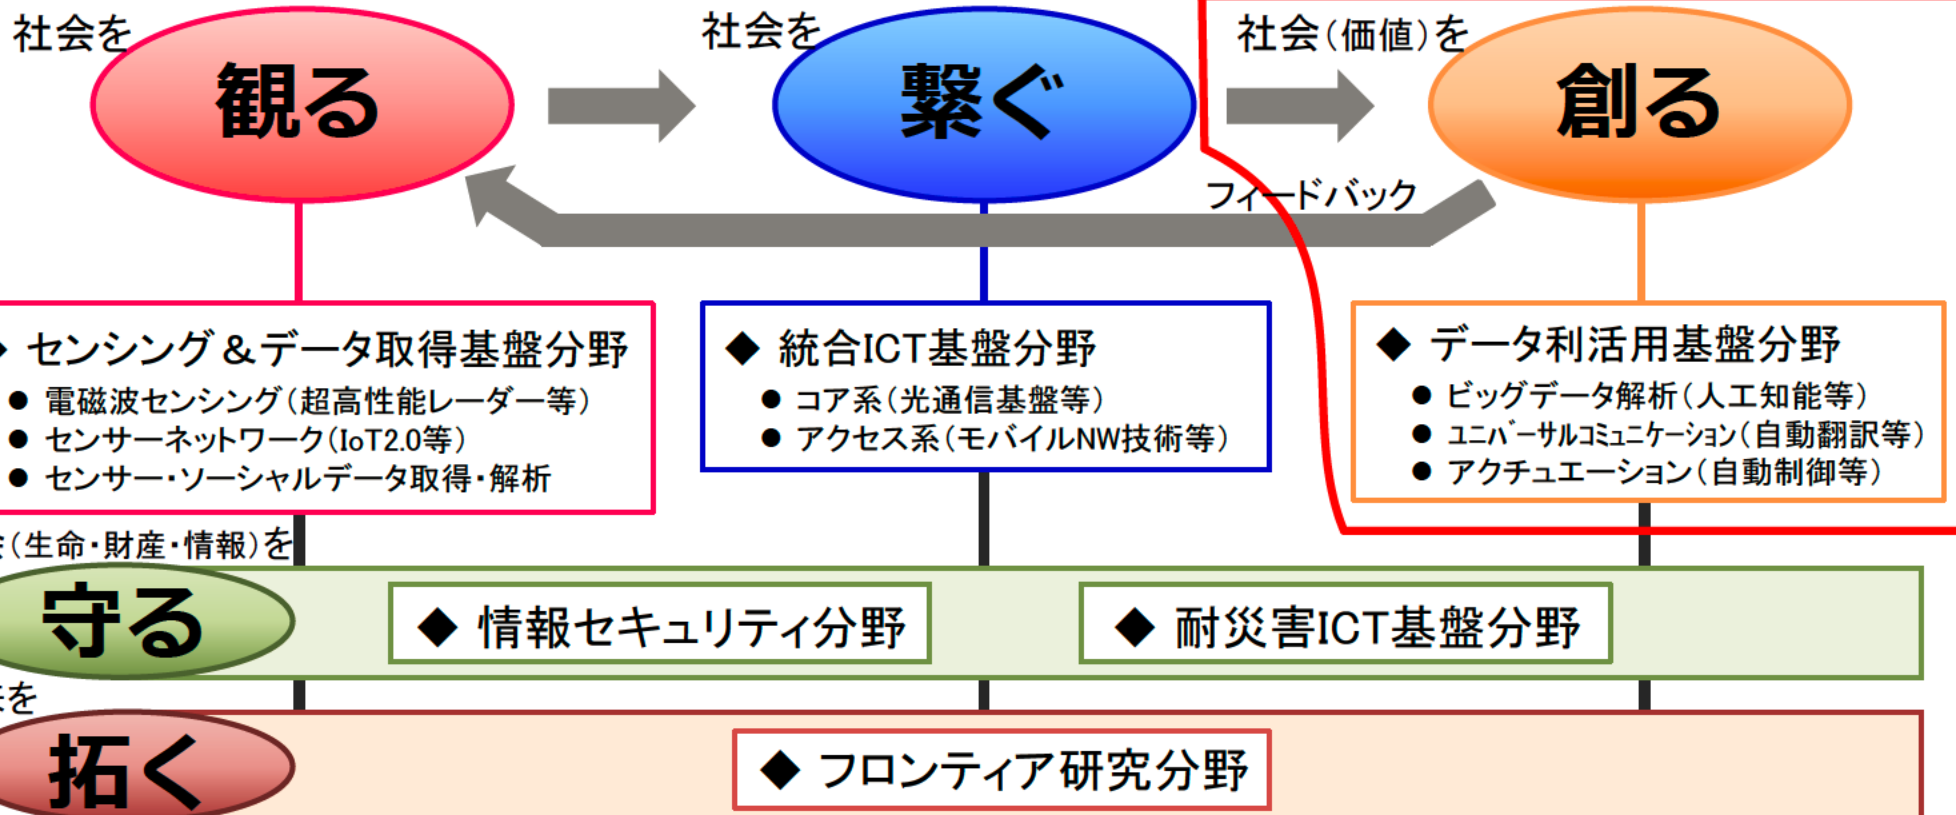 社会を
観る
社会を
繋ぐ
社会(価値)を
創る
フィードバック
◆ センシング&データ取得基盤分野
● 電磁波センシング(超高性能レーダー等)
● センサーネットワーク(IoT2.0等)
● センサー・ソーシャルデータ取得・解析
◆ 統合ICT基盤分野
● コア系(光通信基盤等)
● アクセス系(モバイルNW技術等)
◆ データ利活用基盤分野
● ビッグデータ解析(人工知能等)
● ユニバーサルコミュニケーション(自動翻訳等)
● アクチュエーション(自動制御等)
(生命・財産・情報)を
守る
◆ 情報セキュリティ分野
◆ 耐災害ICT基盤分野
を
拓く
◆ フロンティア研究分野